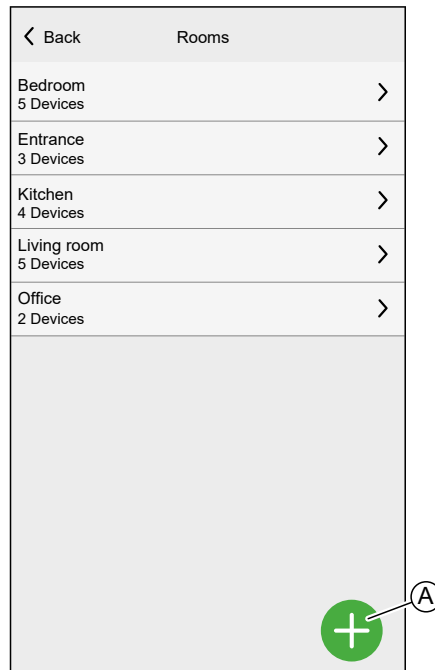 Back Rooms
Bedroom
5 Devices
Entrance
3 Devices
Kitchen
4 Devices
Living room
5 Devices
Office
2 Devices
A